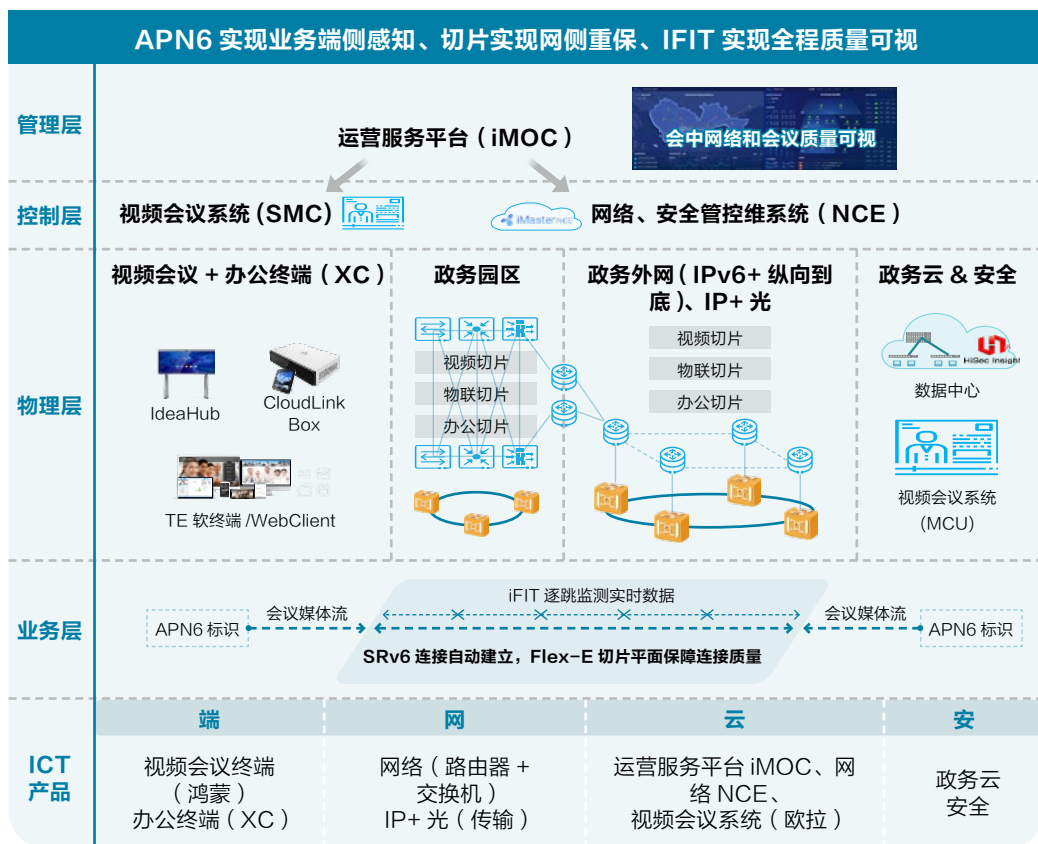 APN6 实现业务端侧感知、切片实现网侧重保、IFIT 实现全程质量可视
管理层
运营服务平台（iMOC）
会中网络和会议质量可视
控制层
视频会议系统（SMC）
iMaster NCE
网络、安全管控维系统（NCE）
物理层
视频会议 + 办公终端（XC）
IdeaHub
CloudLink
Box
TE 软终端 /WebClient
政务园区
视频切片
物联切片
办公切片
政务外网（IPv6+ 纵向到
底）、IP+ 光
视频切片
物联切片
办公切片
政务云 & 安全
HiSec Insight
数据中心
视频会议系统
（MCU）
业务层
APN6 标识
会议媒体流
iFIT 逐跳监测实时数据
SRv6 连接自动建立，Flex-E 切片平面保障连接质量
会议媒体流
APN6 标识
ICT
产品
端
视频会议终端
（鸿蒙）
办公终端（XC）
网
网络（路由器 +
交换机）
IP+ 光（传输）
云
运营服务平台 iMOC、网
络 NCE、
视频会议系统（欧拉）
安
政务云
安全